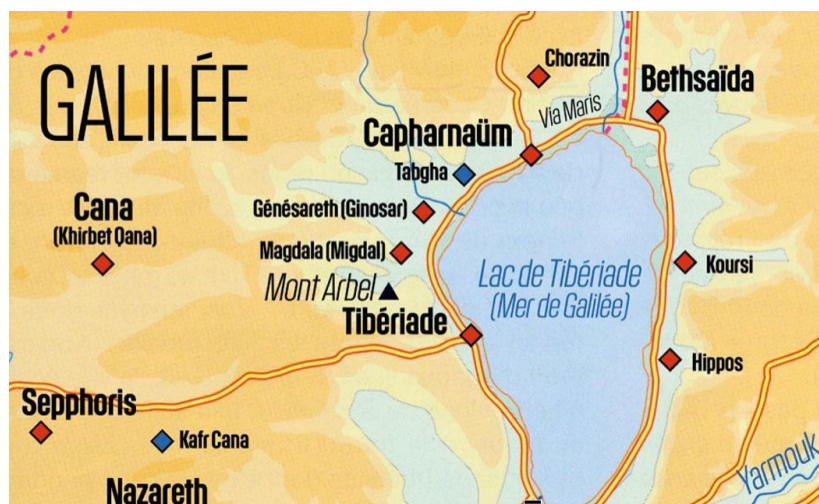 GALILÉE
Chorazin
Bethsaïda
Via Maris
Capharnaüm
Tabgha
Cana
(Khirbet Qana)
Génésareth (Ginosar)
Magdala (Migdal)
Mont Arbel
Lac de Tibériade
(Mer de Galilée)
Koursi
Tibériade
Hippos
Sepphoris
Kafr Cana
Yarmouk
Nazareth